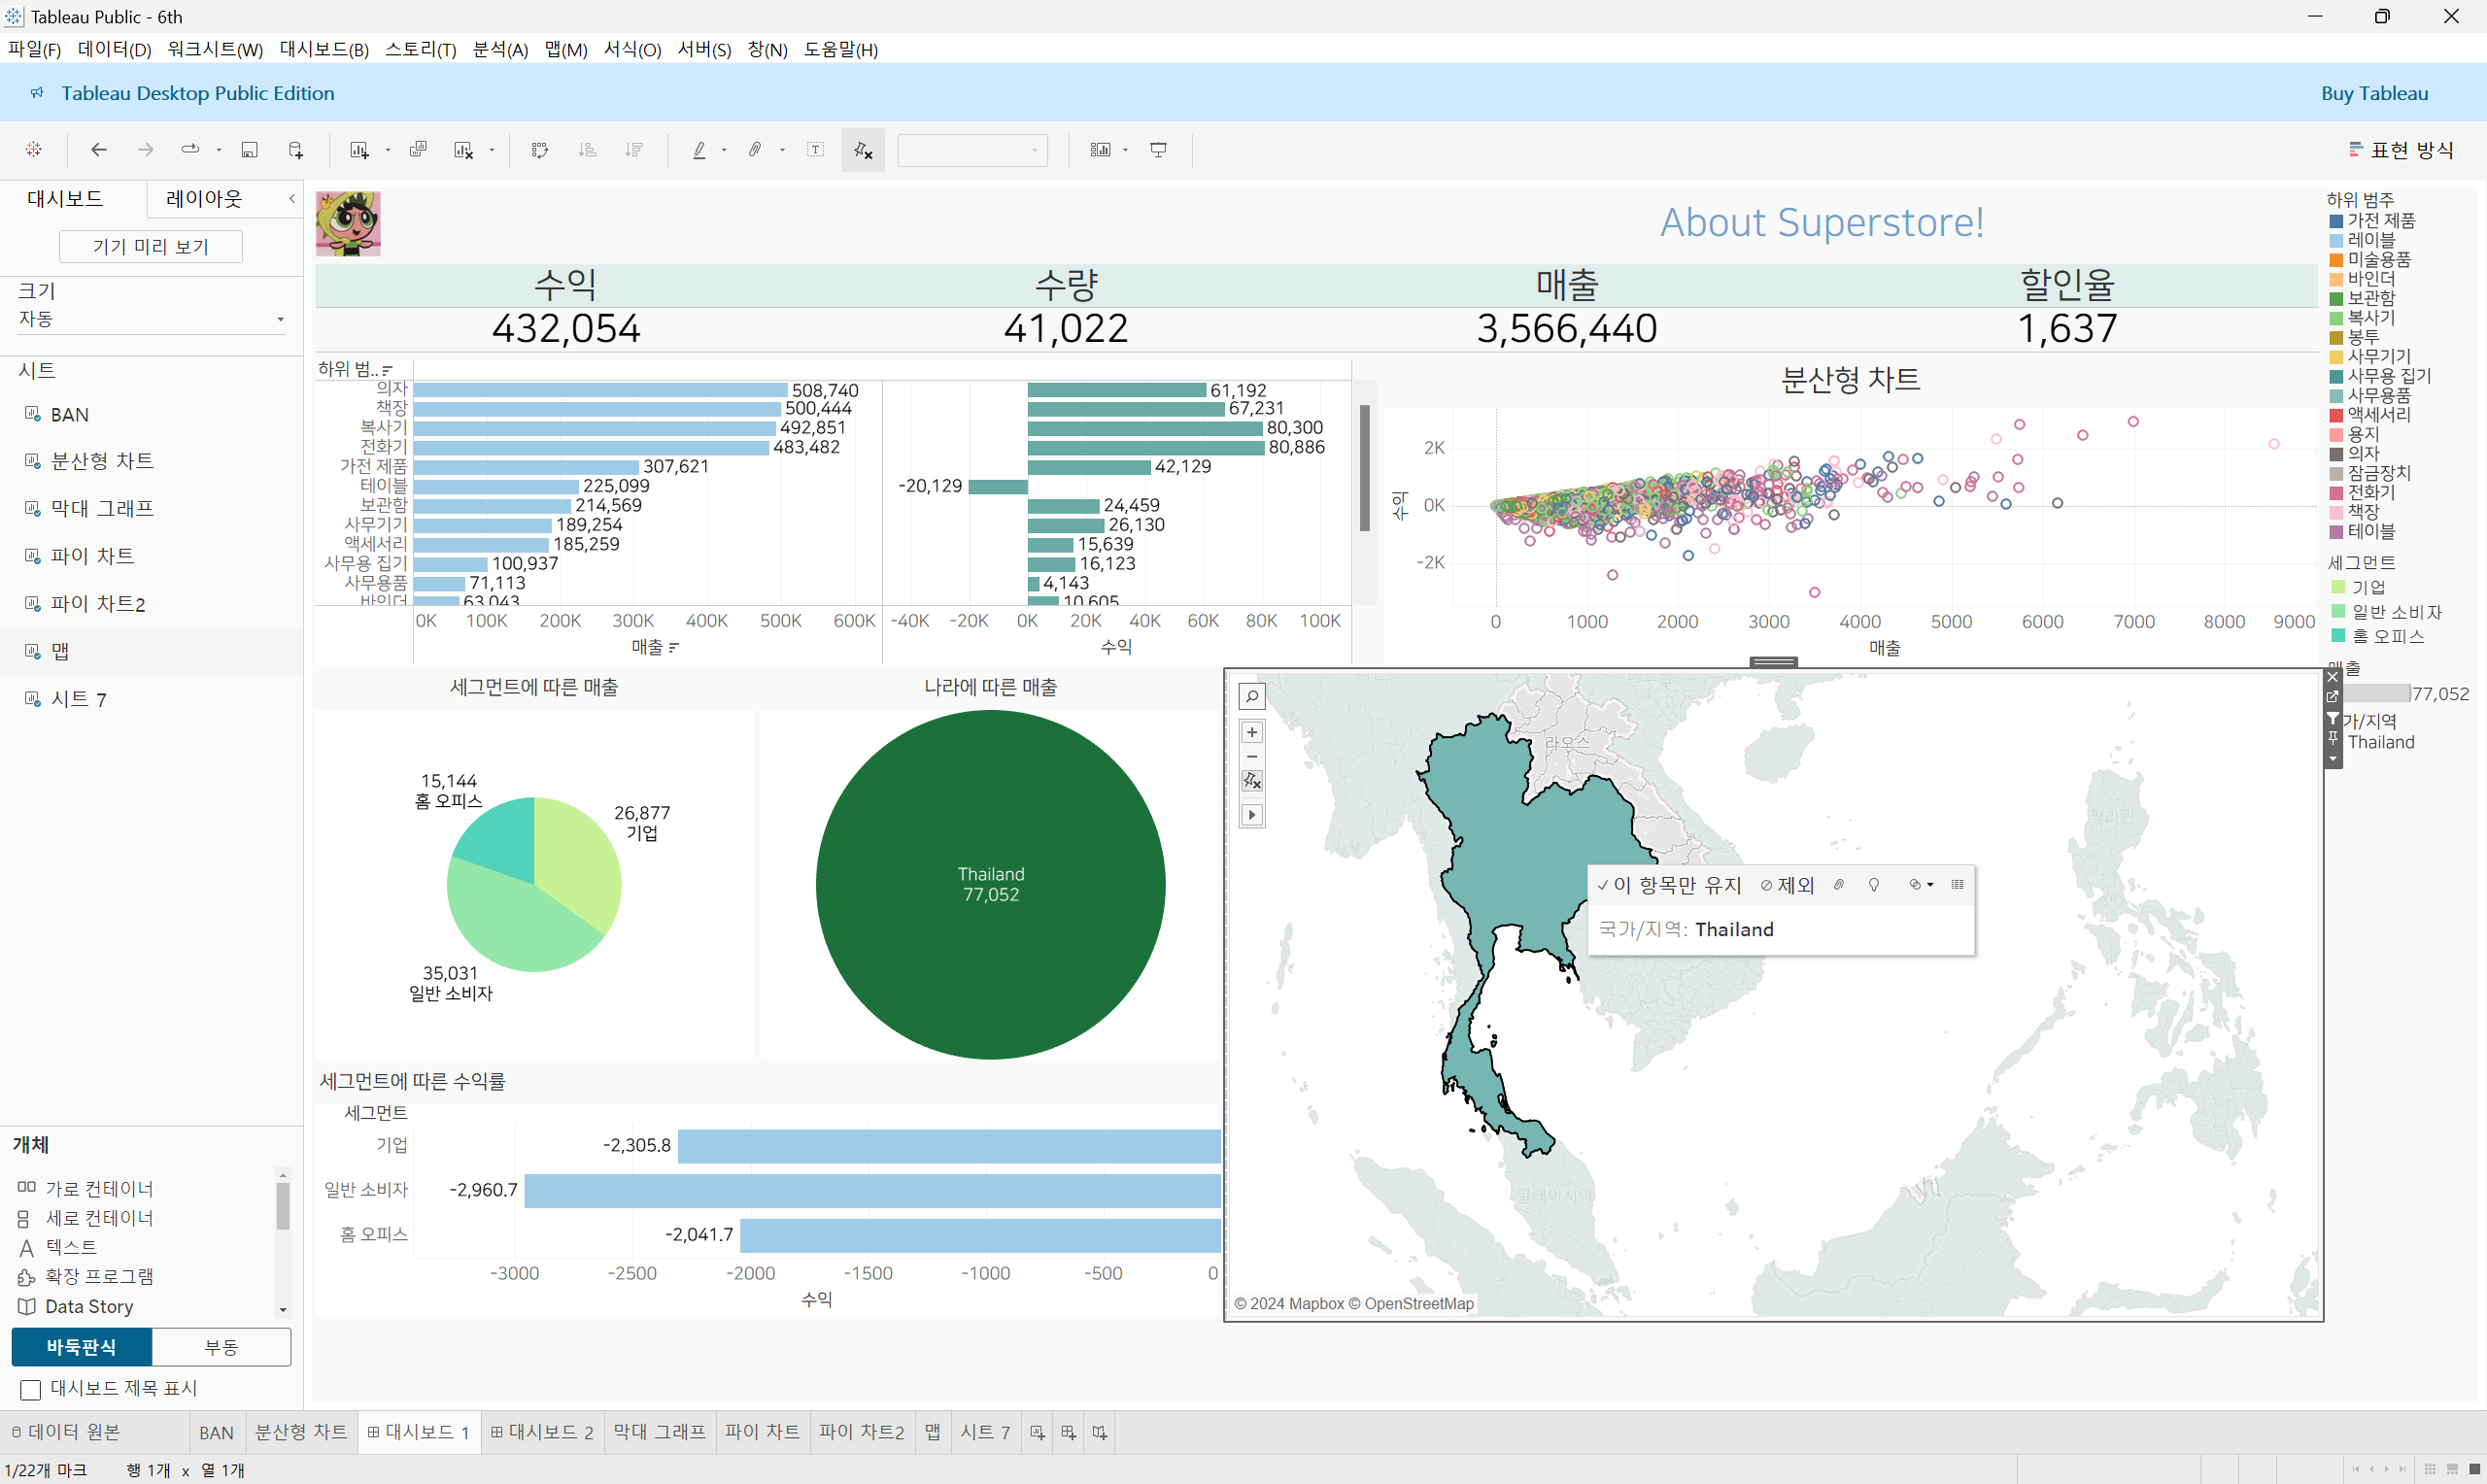 Tableau Public - 6th
파일(F) 데이터(D) 워크시트(W) 대시보드(B) 스토리(T) 분석(A) 맵(M) 서식(O) 서버(S) 창(N) 도움말(H)
Tableau Desktop Public Edition
Buy Tableau
표현 방식
대시보드
레이아웃
기기 미리 보기
크기
자동
시트
BAN
분산형 차트
막대 그래프
파이 차트
파이 차트2
맵
시트 7
개체
가로 컨테이너
세로 컨테이너
텍스트
확장 프로그램
Data Story
바둑판식
부동
대시보드 제목 표시
About Superstore!
수익 수량 매출 할인율
432,054 41,022 3,566,440 1,637
하위 범..
의자 508,740 61,192
책장 500,444 67,231
복사기 492,851 80,300
전화기 483,482 80,886
가전 제품 307,621 42,129
테이블 225,099 -20,129
보관함 214,569 24,459
사무기기 189,254 26,130
액세서리 185,259 15,639
사무용 집기 100,937 16,123
사무용품 71,113 4,143
바인더 63,043 10,605
0K 100K 200K 300K 400K 500K 600K -40K -20K 0K 20K 40K 60K 80K 100K
매출 수익
분산형 차트
2K
0K
-2K
수익
0 1000 2000 3000 4000 5000 6000 7000 8000 9000
매출
하위 범주
가전 제품
레이블
미술용품
바인더
보관함
복사기
봉투
사무기기
사무용 집기
사무용품
액세서리
용지
의자
잠금장치
전화기
책장
테이블
세그먼트
기업
일반 소비자
홈 오피스
매출
77,052
가/지역
Thailand
세그먼트에 따른 매출
15,144
홈 오피스
26,877
기업
35,031
일반 소비자
나라에 따른 매출
Thailand
77,052
세그먼트에 따른 수익률
세그먼트
기업 -2,305.8
일반 소비자 -2,960.7
홈 오피스 -2,041.7
-3000 -2500 -2000 -1500 -1000 -500 0
수익
라오스
필리핀
말레이시아
이 항목만 유지 제외
국가/지역: Thailand
© 2024 Mapbox © OpenStreetMap
데이터 원본 BAN 분산형 차트 대시보드 1 대시보드 2 막대 그래프 파이 차트 파이 차트2 맵 시트 7
1/22개 마크 행 1개 x 열 1개